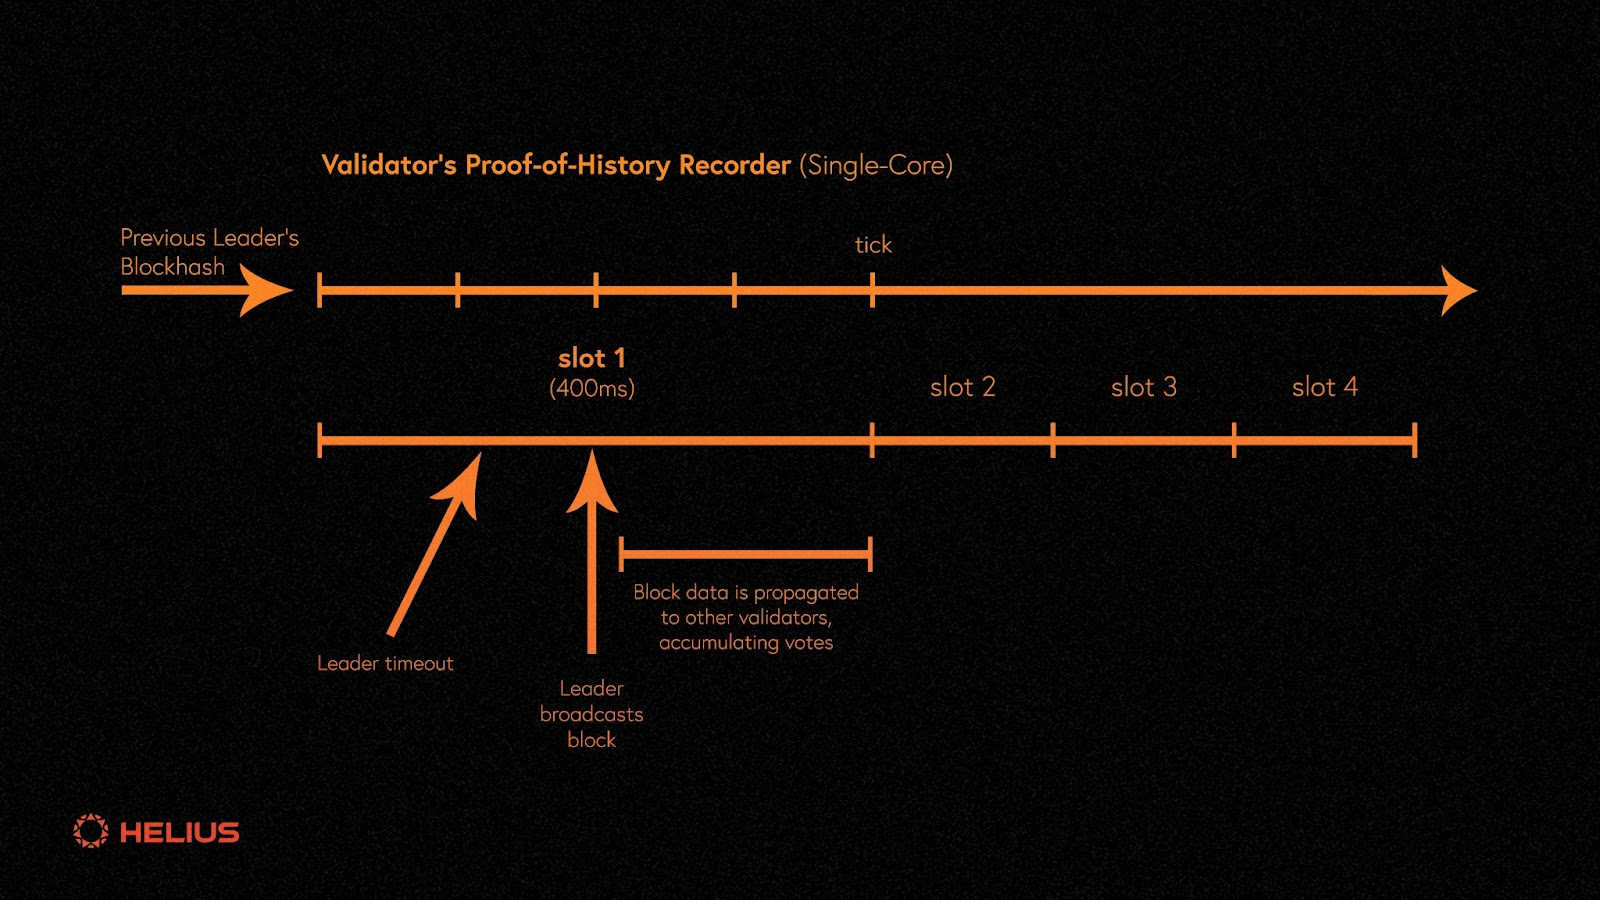 Validator's Proof-of-History Recorder (Single-Core)
Previous Leader's
Blockhash
tick
slot 1
(400ms)
slot 2
slot 3
slot 4
Block data is propagated
to other validators,
accumulating votes
Leader timeout
Leader
broadcasts
block
HELIUS